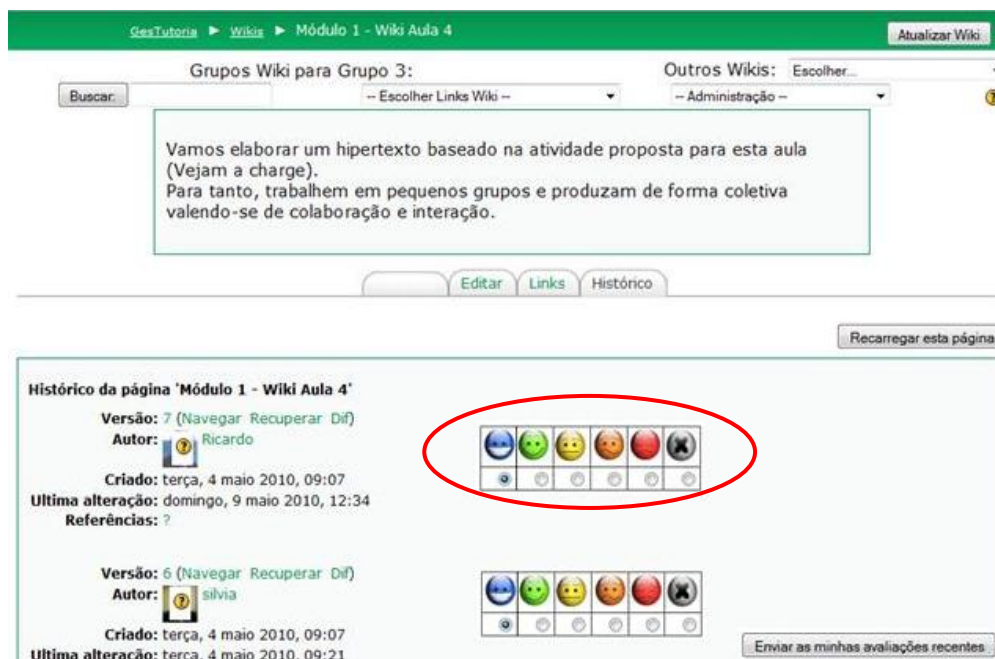 GesTutoria ► Wikis ► Módulo 1 - Wiki Aula 4
Atualizar Wiki
Grupos Wiki para Grupo 3:
Outros Wikis: Escolher...
Buscar:
-- Escolher Links Wiki --
-- Administração --
Vamos elaborar um hipertexto baseado na atividade proposta para esta aula
(Vejam a charge).
Para tanto, trabalhem em pequenos grupos e produzam de forma coletiva
valendo-se de colaboração e interação.
Editar Links Histórico
Recarregar esta página
Histórico da página 'Módulo 1 - Wiki Aula 4'
Versão: 7 (Navegar Recuperar Dif)
Autor: ? Ricardo
Criado: terça, 4 maio 2010, 09:07
Ultima alteração: domingo, 9 maio 2010, 12:34
Referências: ?
Versão: 6 (Navegar Recuperar Dif)
Autor: ? silvia
Criado: terça, 4 maio 2010, 09:07
Ultima alteração: terça, 4 maio 2010, 09:21
Enviar as minhas avaliações recentes